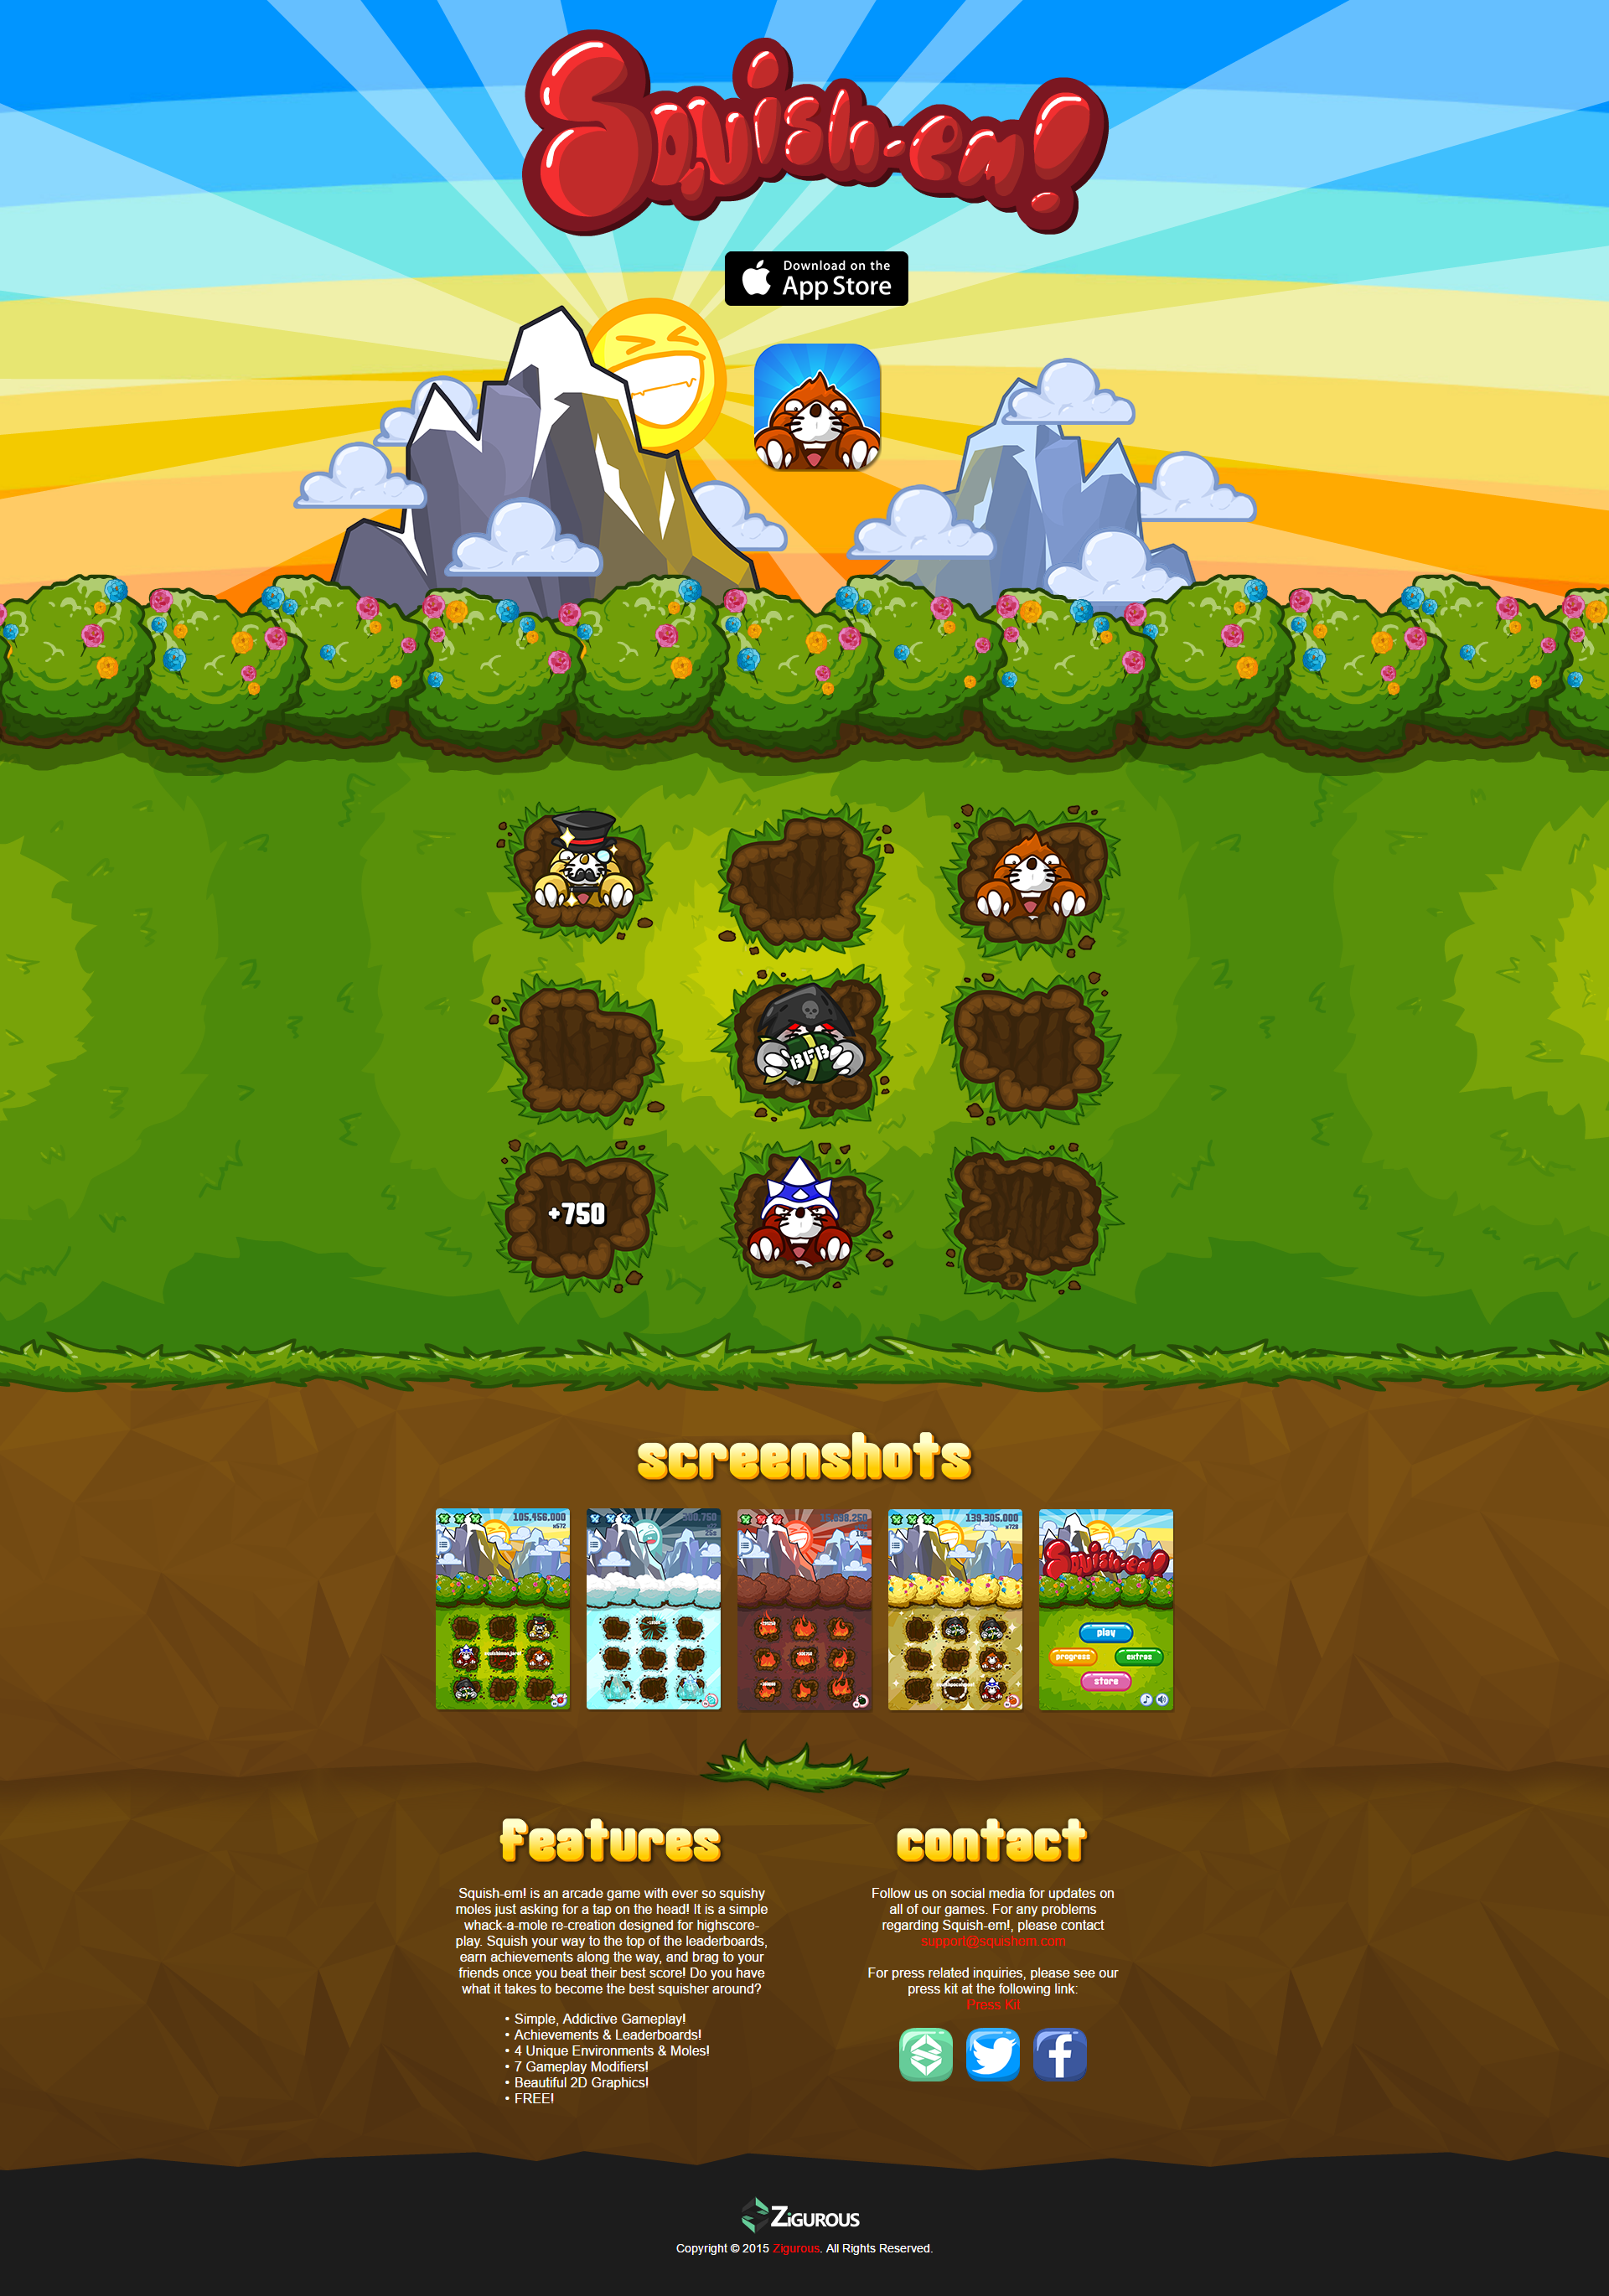 Squish-em!
Download on the
App Store
BFB
+750
screenshots
105.456.000
x572
139.305.000
x728
Squish-em!
play
progress
extras
store
features
Squish-em! is an arcade game with ever so squishy
moles just asking for a tap on the head! It is a simple
whack-a-mole re-creation designed for highscore-
play. Squish your way to the top of the leaderboards,
earn achievements along the way, and brag to your
friends once you beat their best score! Do you have
what it takes to become the best squisher around?
• Simple, Addictive Gameplay!
• Achievements & Leaderboards!
• 4 Unique Environments & Moles!
• 7 Gameplay Modifiers!
• Beautiful 2D Graphics!
• FREE!
contact
Follow us on social media for updates on
all of our games. For any problems
regarding Squish-em!, please contact
support@squishem.com
For press related inquiries, please see our
press kit at the following link:
Press Kit
ZIGUROUS
Copyright © 2015 Zigurous. All Rights Reserved.